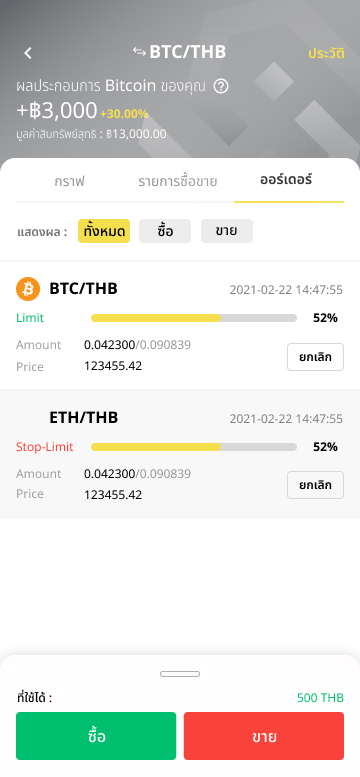 BTC/THB
ประวัติ
ผลประกอบการ Bitcoin ของคุณ
+฿3,000 +30.00%
มูลค่าสินทรัพย์สุทธิ : ฿13,000.00
กราฟ รายการซื้อขาย ออร์เดอร์
แสดงผล : ทั้งหมด ซื้อ ขาย
BTC/THB 2021-02-22 14:47:55
Limit 52%
Amount 0.042300/0.090839
Price 123455.42
ยกเลิก
ETH/THB 2021-02-22 14:47:55
Stop-Limit 52%
Amount 0.042300/0.090839
Price 123455.42
ยกเลิก
ที่ใช้ได้ : 500 THB
ซื้อ ขาย